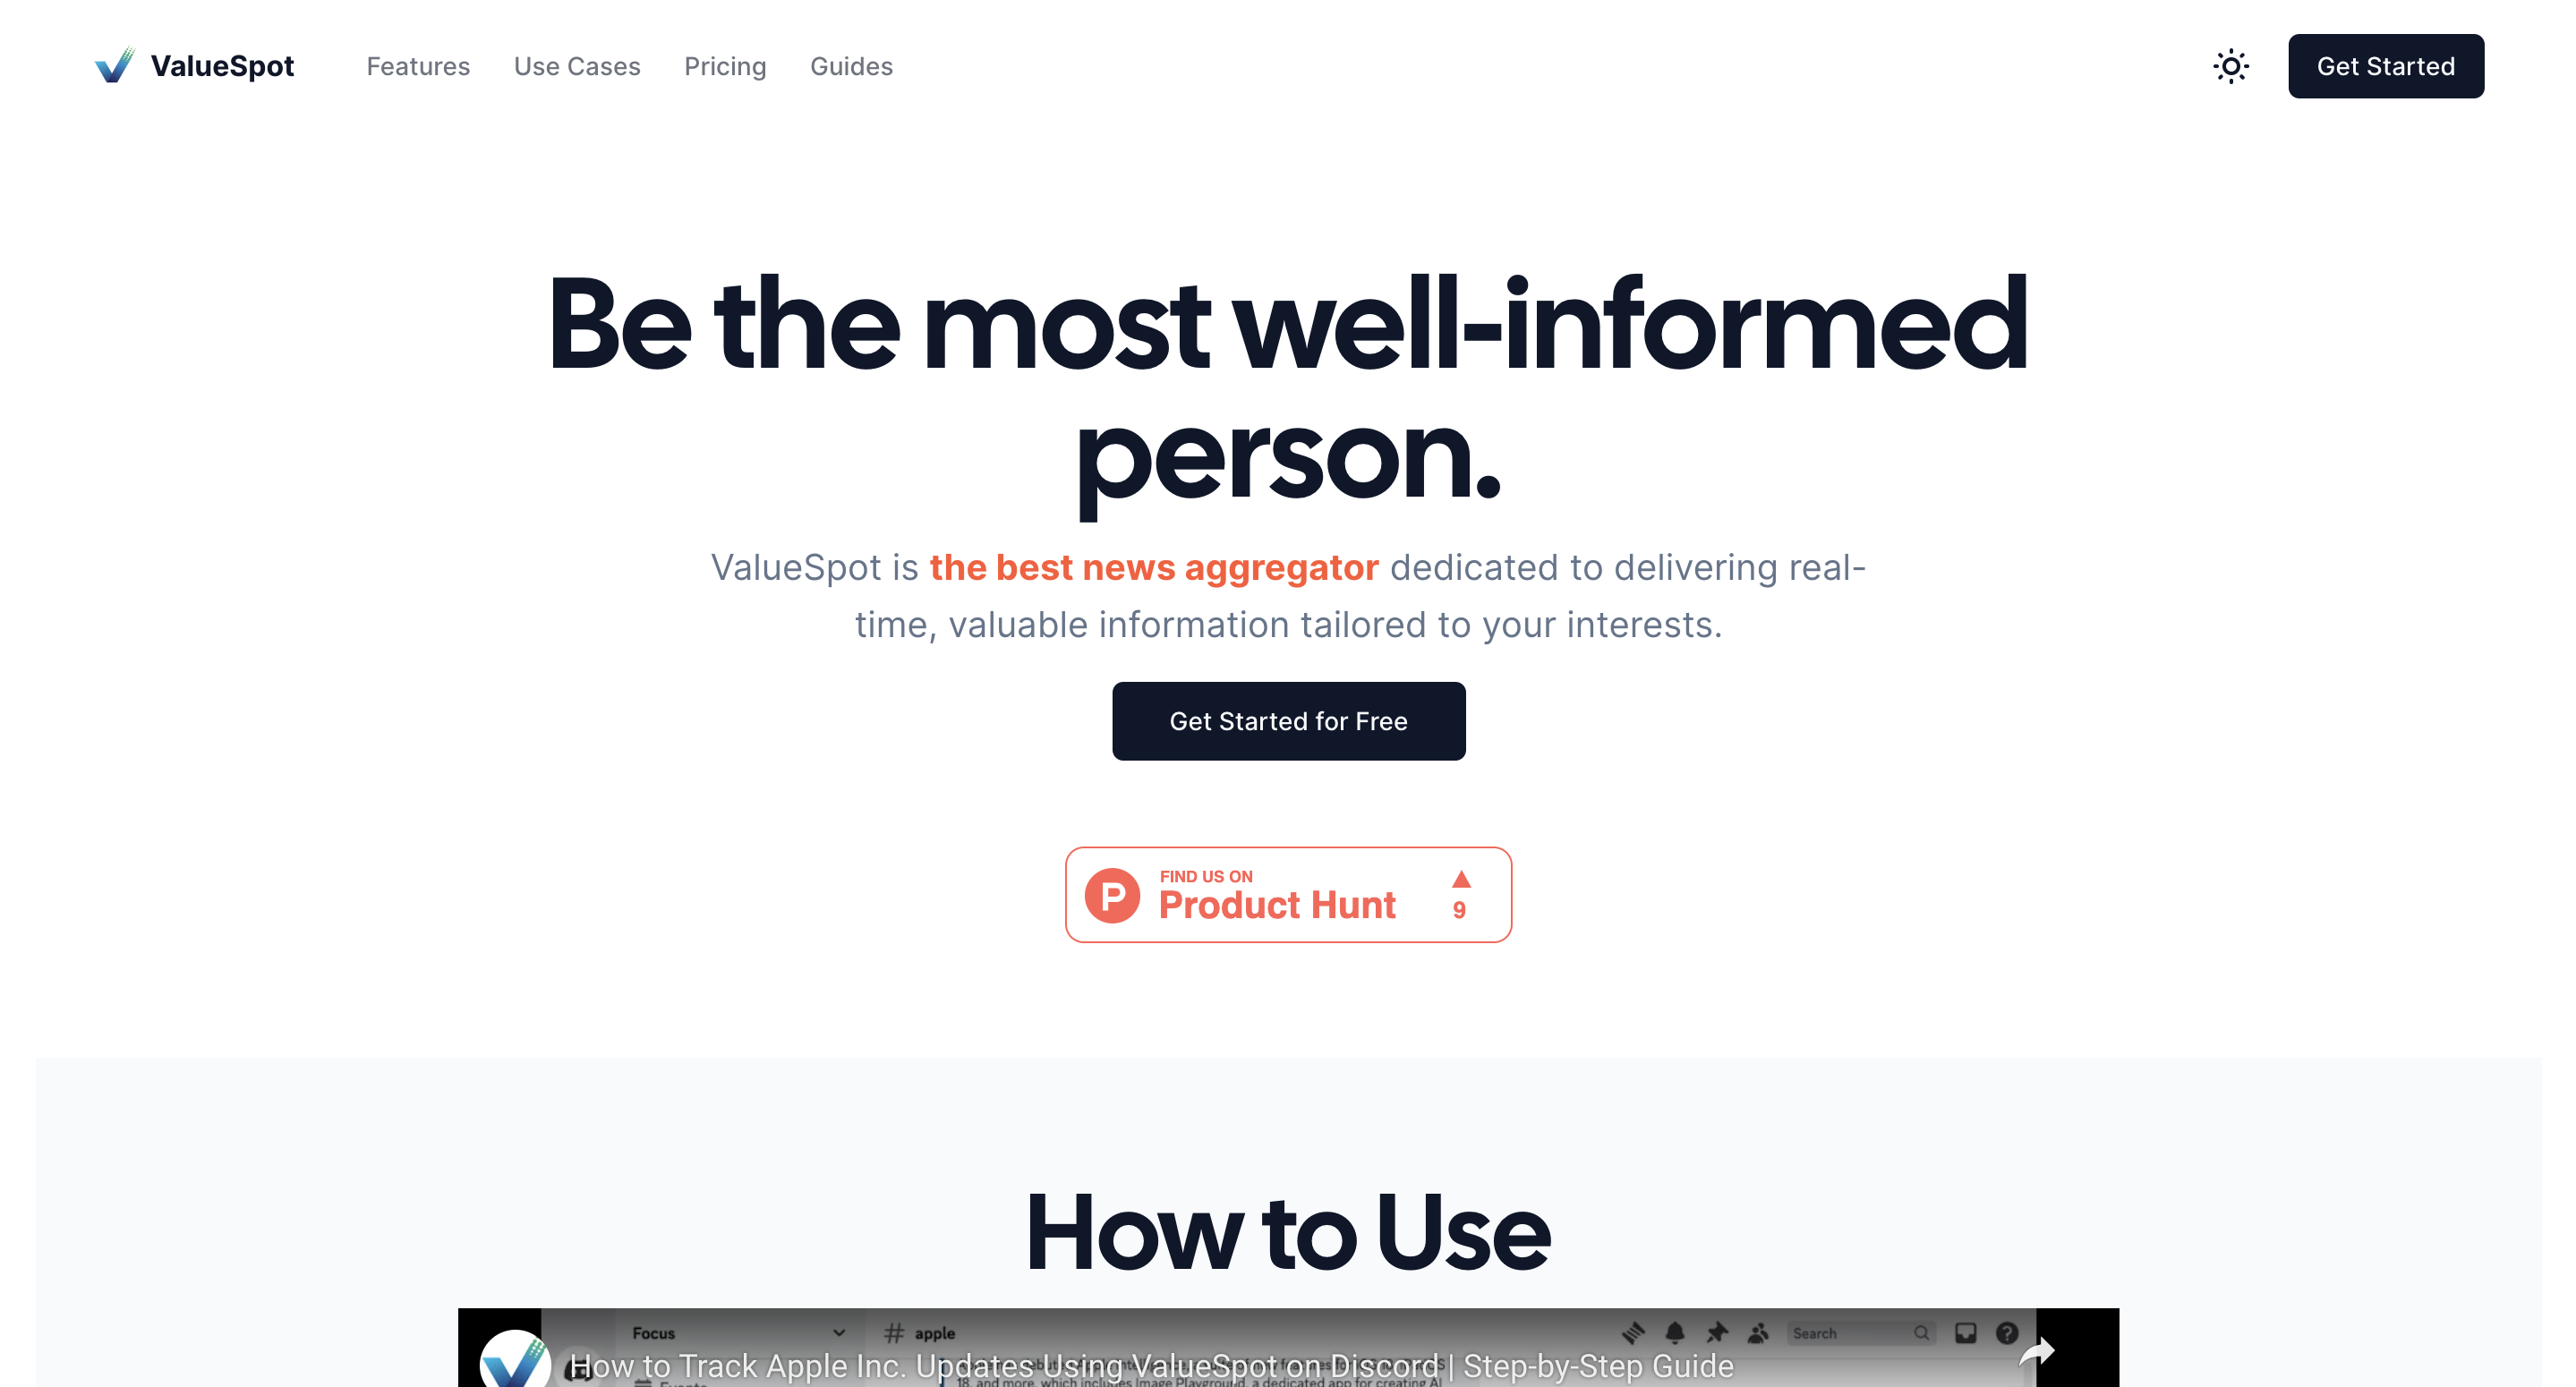 ValueSpot
Features
Use Cases
Pricing
Guides
Get Started
Be the most well-informed
person.
ValueSpot is the best news aggregator dedicated to delivering real-
time, valuable information tailored to your interests.
Get Started for Free
P
FIND US ON
Product Hunt
9
How to Use
Focus
# apple
Search
?
How to Track Apple Inc. Updates Using ValueSpot on Discord | Step-by-Step Guide
18, and more, which includes Image Playground, a dedicated app for creating AI